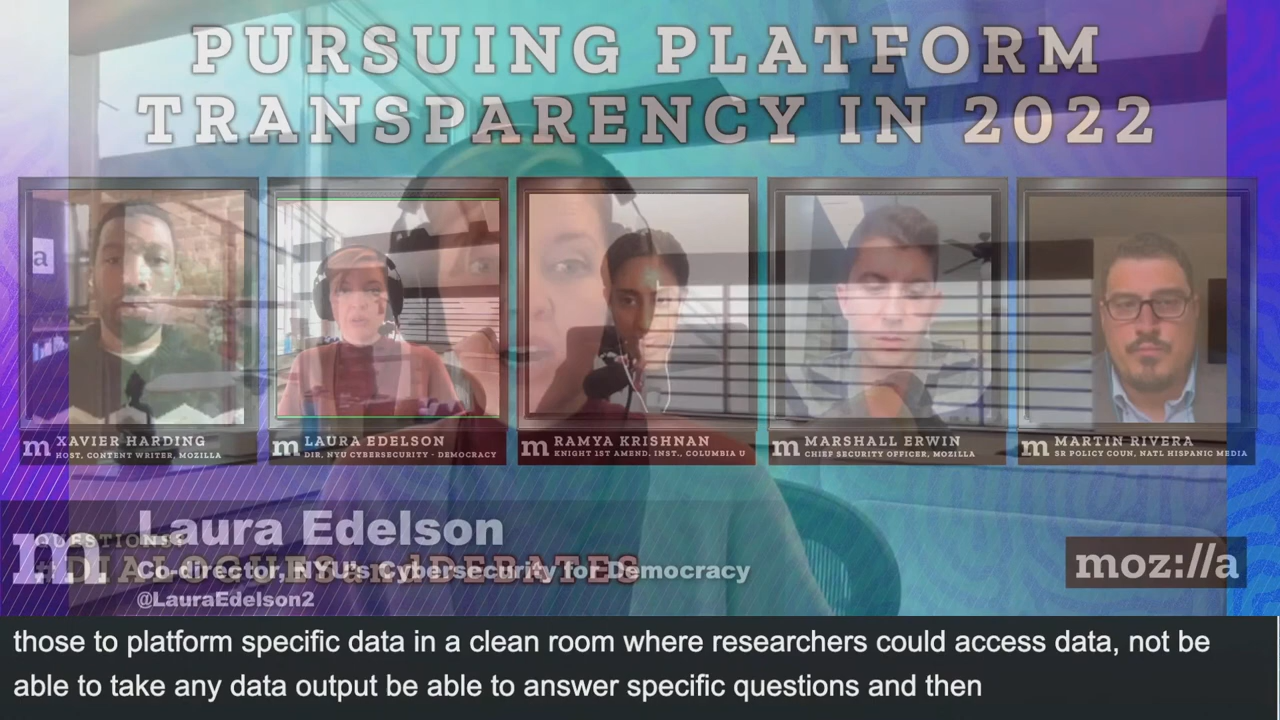 PURSUING PLATFORM
TRANSPARENCY IN 2022
a
m XAVIER HARDING
HOST, CONTENT WRITER, MOZILLA
m LAURA EDELSON
DIR, NYU CYBERSECURITY - DEMOCRACY
m RAMYA KRISHNAN
KNIGHT 1ST AMEND. INST., COLUMBIA U
m MARSHALL ERWIN
CHIEF SECURITY OFFICER, MOZILLA
m MARTIN RIVERA
SR POLICY COUN, NATL HISPANIC MEDIA
m
Laura Edelson
QUESTIONS?
Co-director, NYU's Cybersecurity for Democracy
DIALOGUES and DEBATES
@LauraEdelson2
moz://a
those to platform specific data in a clean room where researchers could access data, not be
able to take any data output be able to answer specific questions and then